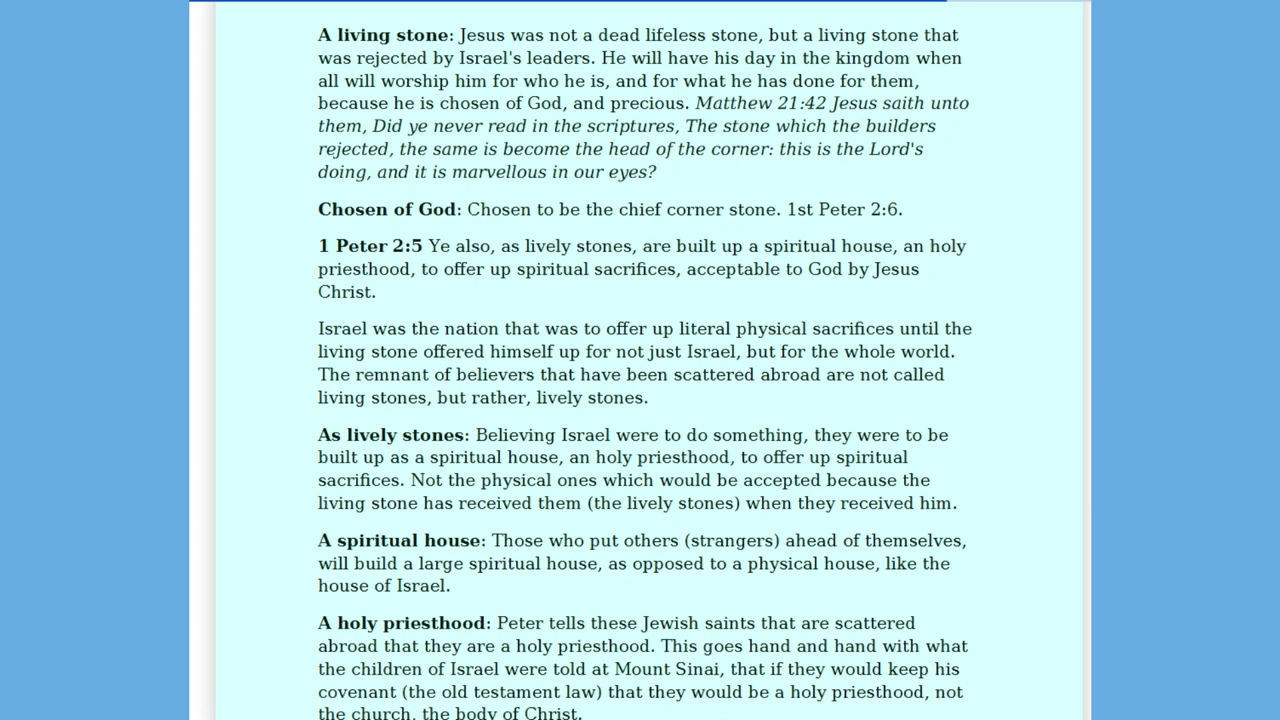 A living stone: Jesus was not a dead lifeless stone, but a living stone that
was rejected by Israel's leaders. He will have his day in the kingdom when
all will worship him for who he is, and for what he has done for them,
because he is chosen of God, and precious. Matthew 21:42 Jesus saith unto
them, Did ye never read in the scriptures, The stone which the builders
rejected, the same is become the head of the corner: this is the Lord's
doing, and it is marvellous in our eyes?
Chosen of God: Chosen to be the chief corner stone. 1st Peter 2:6.
1 Peter 2:5 Ye also, as lively stones, are built up a spiritual house, an holy
priesthood, to offer up spiritual sacrifices, acceptable to God by Jesus
Christ.
Israel was the nation that was to offer up literal physical sacrifices until the
living stone offered himself up for not just Israel, but for the whole world.
The remnant of believers that have been scattered abroad are not called
living stones, but rather, lively stones.
As lively stones: Believing Israel were to do something, they were to be
built up as a spiritual house, an holy priesthood, to offer up spiritual
sacrifices. Not the physical ones which would be accepted because the
living stone has received them (the lively stones) when they received him.
A spiritual house: Those who put others (strangers) ahead of themselves,
will build a large spiritual house, as opposed to a physical house, like the
house of Israel.
A holy priesthood: Peter tells these Jewish saints that are scattered
abroad that they are a holy priesthood. This goes hand and hand with what
the children of Israel were told at Mount Sinai, that if they would keep his
covenant (the old testament law) that they would be a holy priesthood, not
the church, the body of Christ.